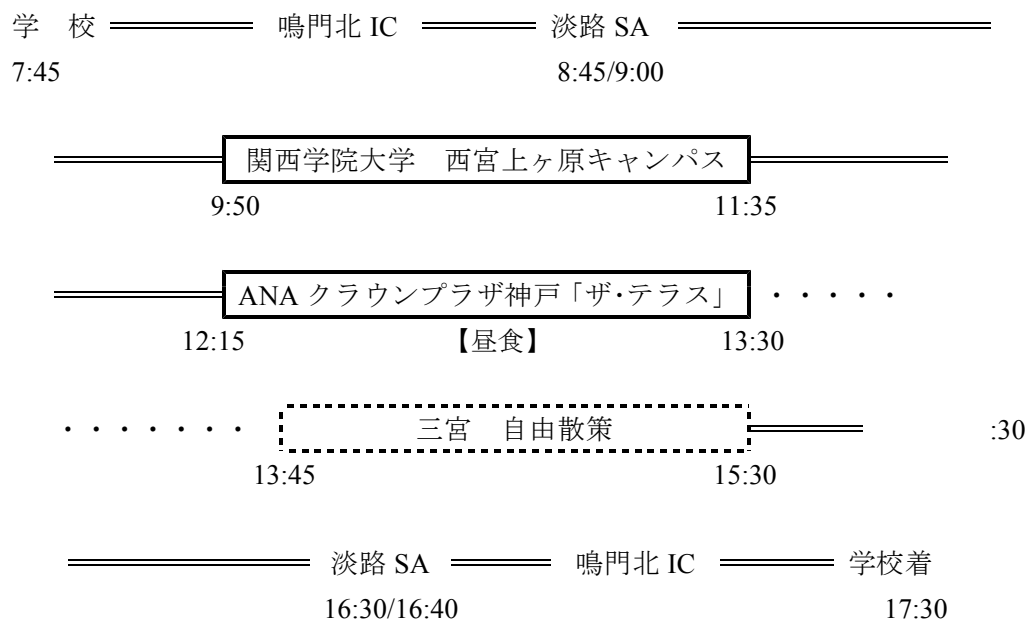 学　校 鳴門北 IC 淡路 SA
7:45 8:45/9:00
関西学院大学　西宮上ヶ原キャンパス
9:50 11:35
ANA クラウンプラザ神戸「ザ・テラス」 ・・・・・
12:15 【昼食】 13:30
・・・・・・・ 三宮　自由散策 :30
13:45 15:30
淡路 SA 鳴門北 IC 学校着
16:30/16:40 17:30